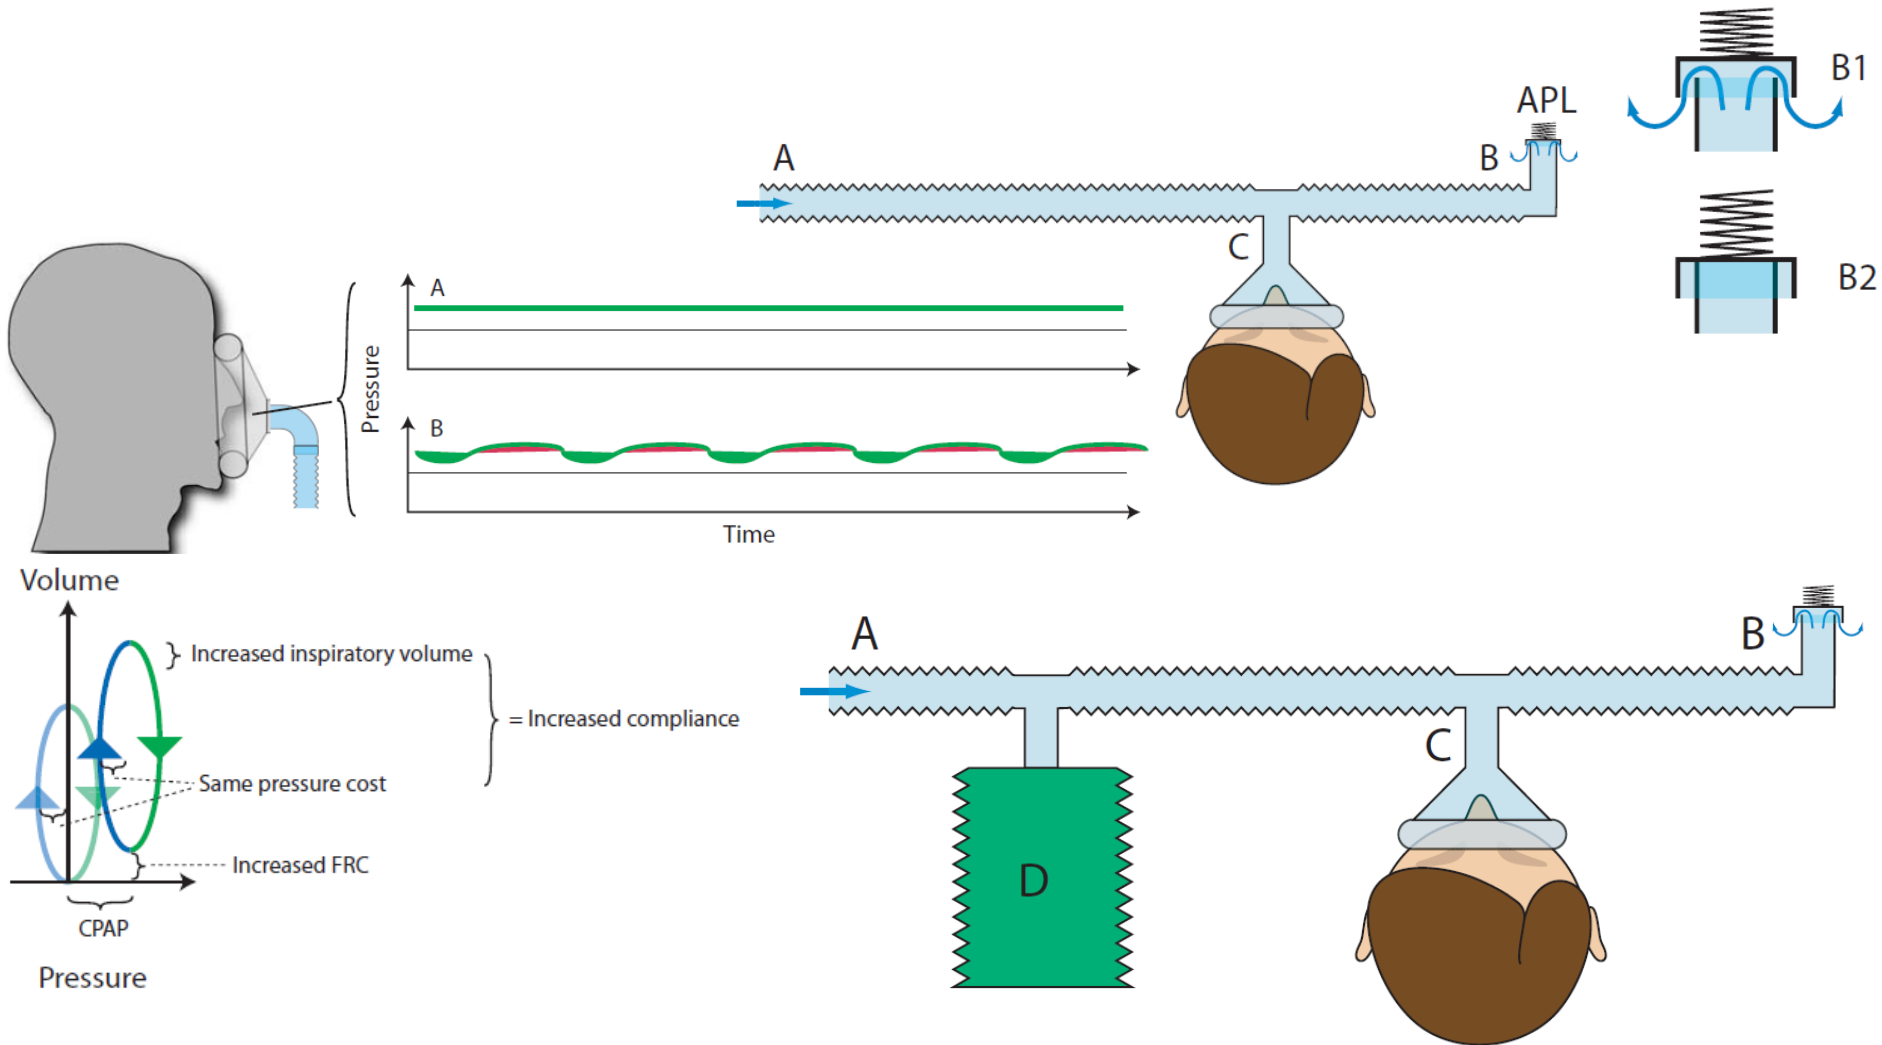 APL
A
B
C
B1
B2
A
B
Pressure
Time
Volume
Increased inspiratory volume
= Increased compliance
Same pressure cost
Increased FRC
CPAP
Pressure
A
B
C
D